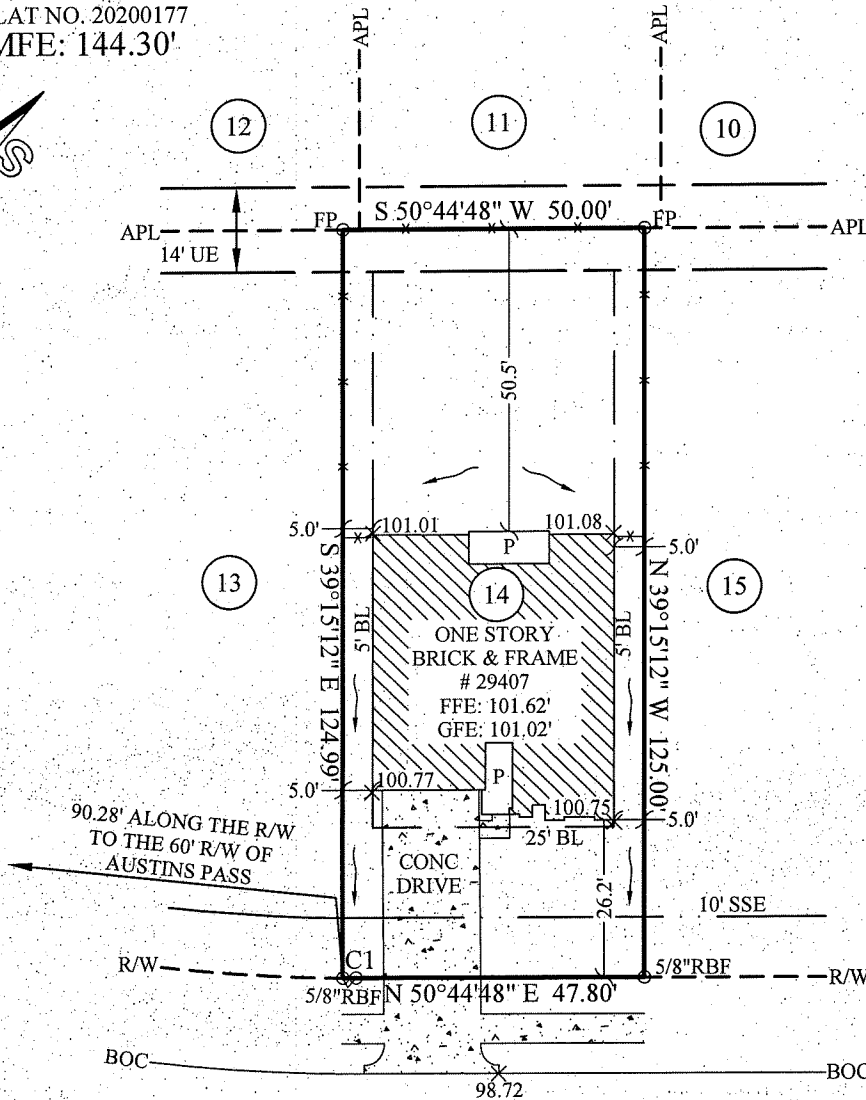 LAT NO. 20200177
MFE: 144.30'
S
APL
APL
12
11
10
FP
S 50°44'48" W 50.00'
FP
APL
APL
14' UE
50.5'
5.0'
101.01
101.08
P
5.0'
S 39°15'12" E 124.99'
N 39°15'12" W 125.00'
13
14
15
5' BL
5' BL
ONE STORY
BRICK & FRAME
# 29407
FFE: 101.62'
GFE: 101.02'
P
5.0'
100.77
100.75
5.0'
25' BL
90.28' ALONG THE R/W
TO THE 60' R/W OF
AUSTINS PASS
CONC
DRIVE
26.2'
10' SSE
R/W
C1
5/8"RBF
R/W
5/8"RBF
N 50°44'48" E 47.80'
BOC
BOC
98.72